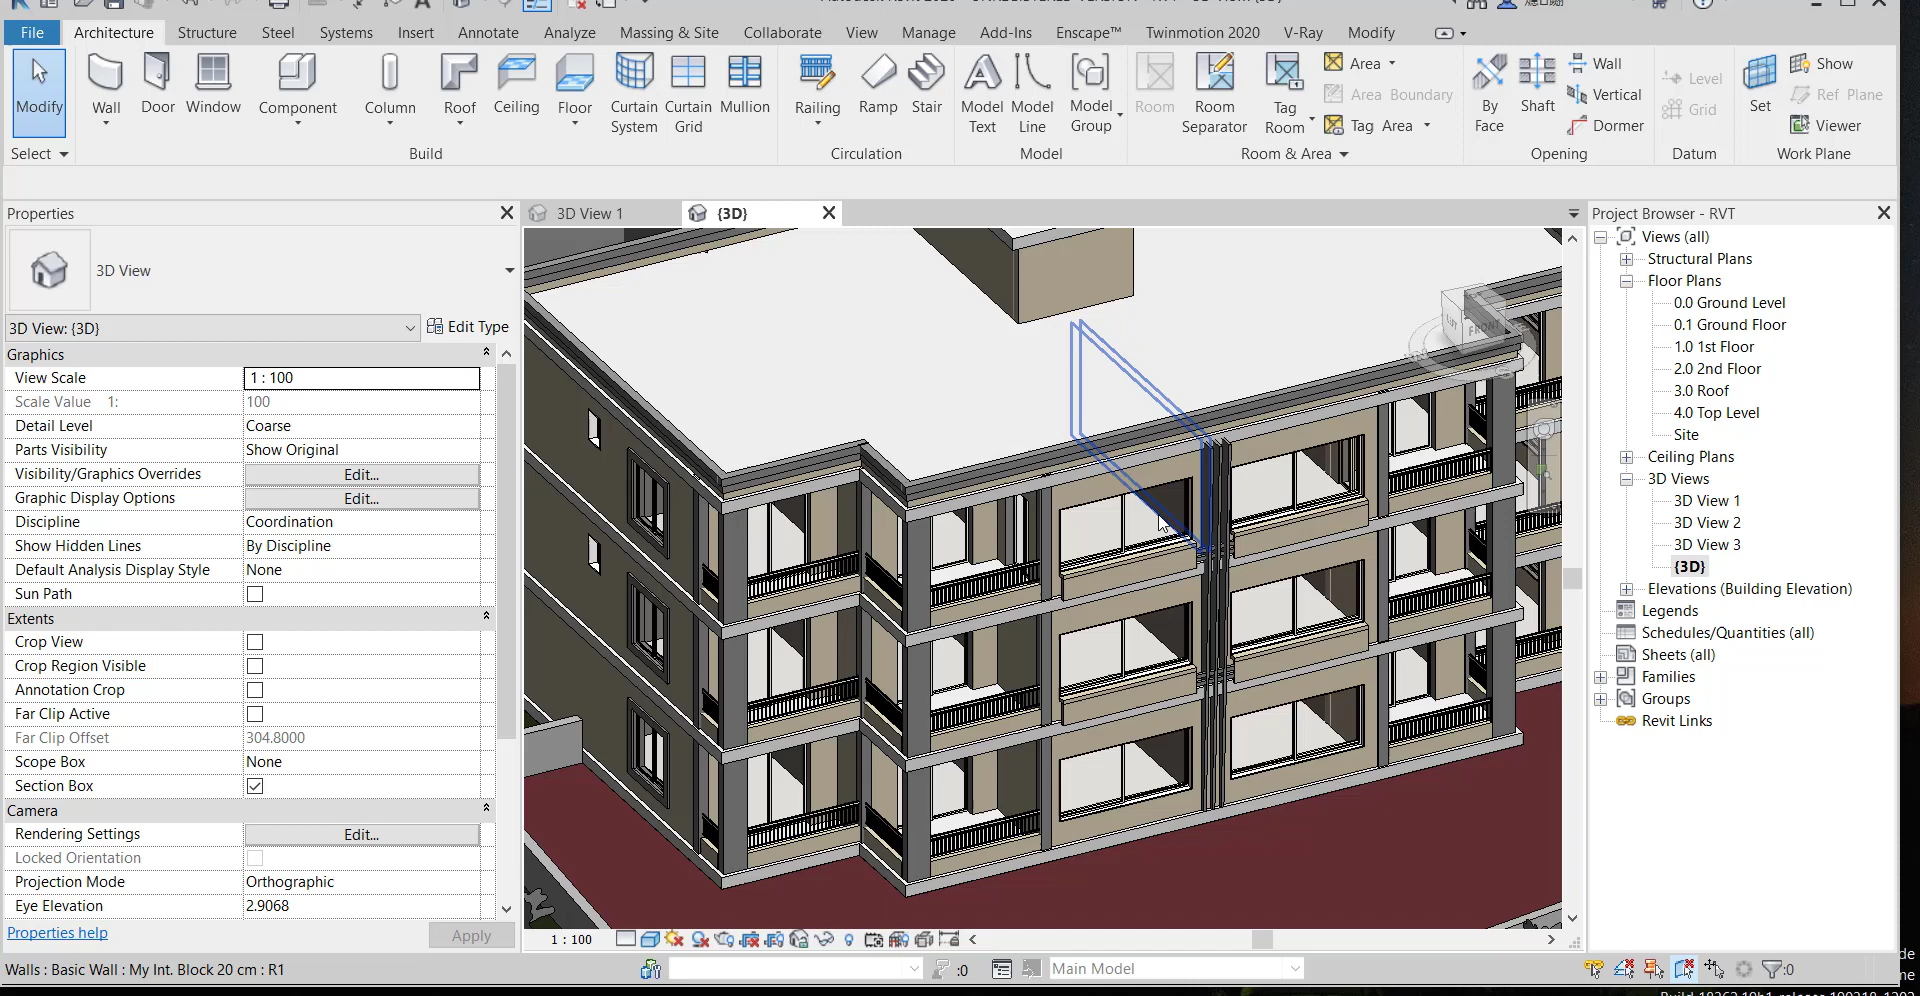 File Architecture Structure Steel Systems Insert Annotate Analyze Massing & Site Collaborate View Manage Add-Ins Enscape™ Twinmotion 2020 V-Ray Modify
Modify Wall Door Window Component Column Roof Ceiling Floor Curtain System Curtain Grid Mullion Railing Ramp Stair Model Text Model Line Model Group Room Room Separator Tag Room
Area
Area Boundary
Tag Area
By Face Shaft
Wall
Vertical
Dormer
Level
Grid
Set
Show
Ref Plane
Viewer
Select Build Circulation Model Room & Area Opening Datum Work Plane
Properties
3D View 1 {3D}
Project Browser - RVT
3D View
3D View: {3D} Edit Type
Graphics
View Scale 1 : 100
Scale Value 1: 100
Detail Level Coarse
Parts Visibility Show Original
Visibility/Graphics Overrides Edit...
Graphic Display Options Edit...
Discipline Coordination
Show Hidden Lines By Discipline
Default Analysis Display Style None
Sun Path
Extents
Crop View
Crop Region Visible
Annotation Crop
Far Clip Active
Far Clip Offset 304.8000
Scope Box None
Section Box
Camera
Rendering Settings Edit...
Locked Orientation
Projection Mode Orthographic
Eye Elevation 2.9068
Properties help Apply
FRONT
Views (all)
Structural Plans
Floor Plans
0.0 Ground Level
0.1 Ground Floor
1.0 1st Floor
2.0 2nd Floor
3.0 Roof
4.0 Top Level
Site
Ceiling Plans
3D Views
3D View 1
3D View 2
3D View 3
{3D}
Elevations (Building Elevation)
Legends
Schedules/Quantities (all)
Sheets (all)
Families
Groups
Revit Links
1 : 100
Walls : Basic Wall : My Int. Block 20 cm : R1
:0
Main Model
:0